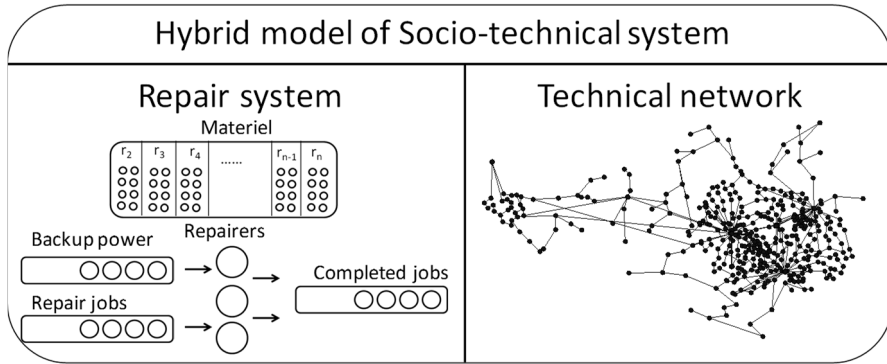 Hybrid model of Socio-technical system
Repair system
Materiel
r2 r3 r4 ...... rn-1 rn
Backup power
Repairers
Repair jobs
Completed jobs
Technical network